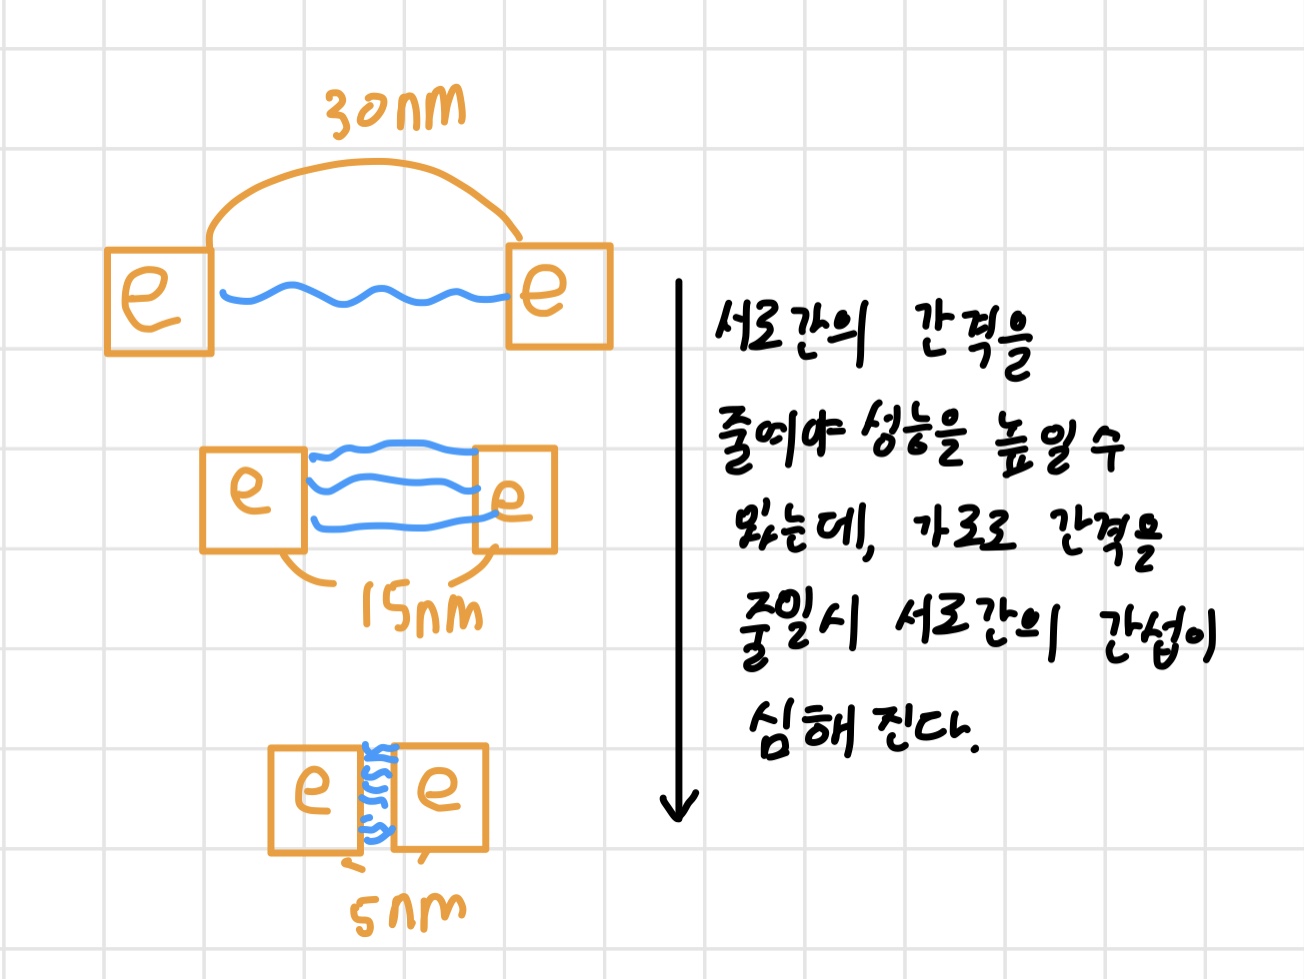 30nm
e
e
서로간의 간격을
줄여야 성능을 높일 수
있는데, 가로로 간격을
줄일시 서로간의 간섭이
심해진다.
e
e
15nm
e
e
5nm